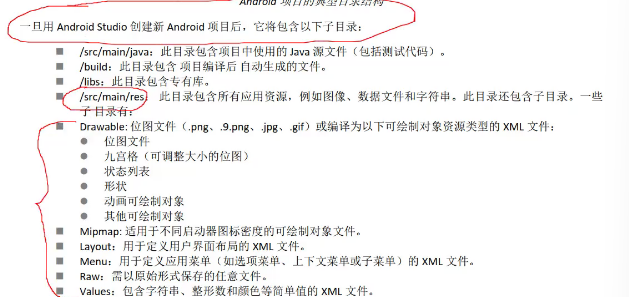 Android 项目的典型目录结构
一旦用 Android Studio 创建新 Android 项目后，它将包含以下子目录：
■ /src/main/java：此目录包含项目中使用的 Java 源文件（包括测试代码）。
■ /build：此目录包含 项目编译后 自动生成的文件。
■ /libs：此目录包含专有库。
■ /src/main/res： 此目录包含所有应用资源，例如图像、数据文件和字符串。此目录还包含子目录，一些
子目录有：
■ Drawable: 位图文件（.png、.9.png、.jpg、.gif）或编译为以下可绘制对象资源类型的 XML 文件：
● 位图文件
● 九宫格（可调整大小的位图）
● 状态列表
● 形状
● 动画可绘制对象
● 其他可绘制对象
■ Mipmap: 适用于不同启动器图标密度的可绘制对象文件。
■ Layout：用于定义用户界面布局的 XML 文件。
■ Menu：用于定义应用菜单（如选项菜单、上下文菜单或子菜单）的 XML 文件。
■ Raw：需以原始形式保存的任意文件。
■ Values：包含字符串、整形数和颜色等简单值的 XML 文件。